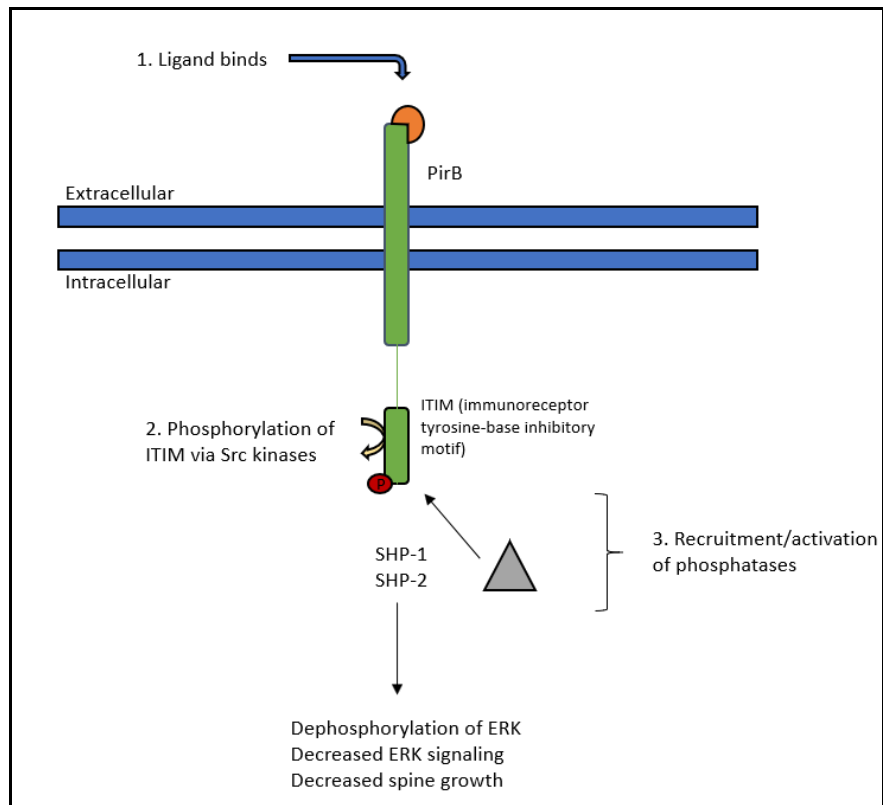 1. Ligand binds
PirB
Extracellular
Intracellular
ITIM (immunoreceptor
tyrosine-base inhibitory
motif)
2. Phosphorylation of
ITIM via Src kinases
P
SHP-1
SHP-2
3. Recruitment/activation
of phosphatases
Dephosphorylation of ERK
Decreased ERK signaling
Decreased spine growth